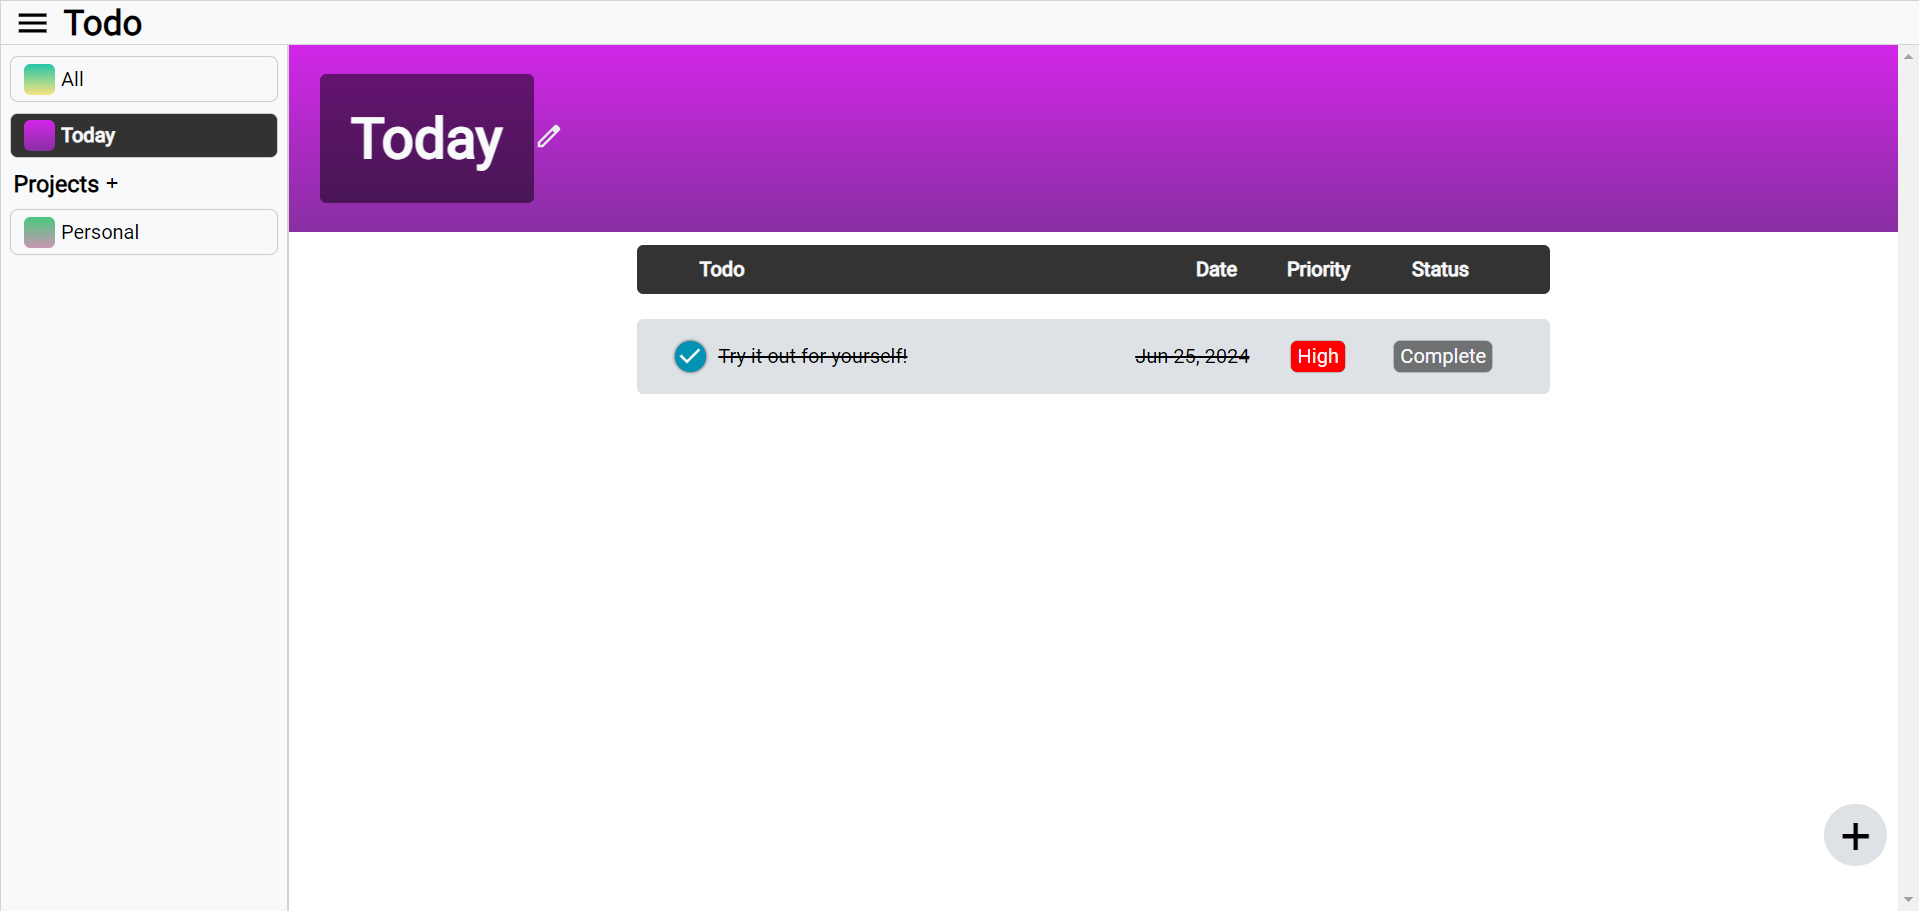 Todo
All
Today
Projects +
Personal
Today
Todo Date Priority Status
Try it out for yourself! Jun 25, 2024 High Complete
+